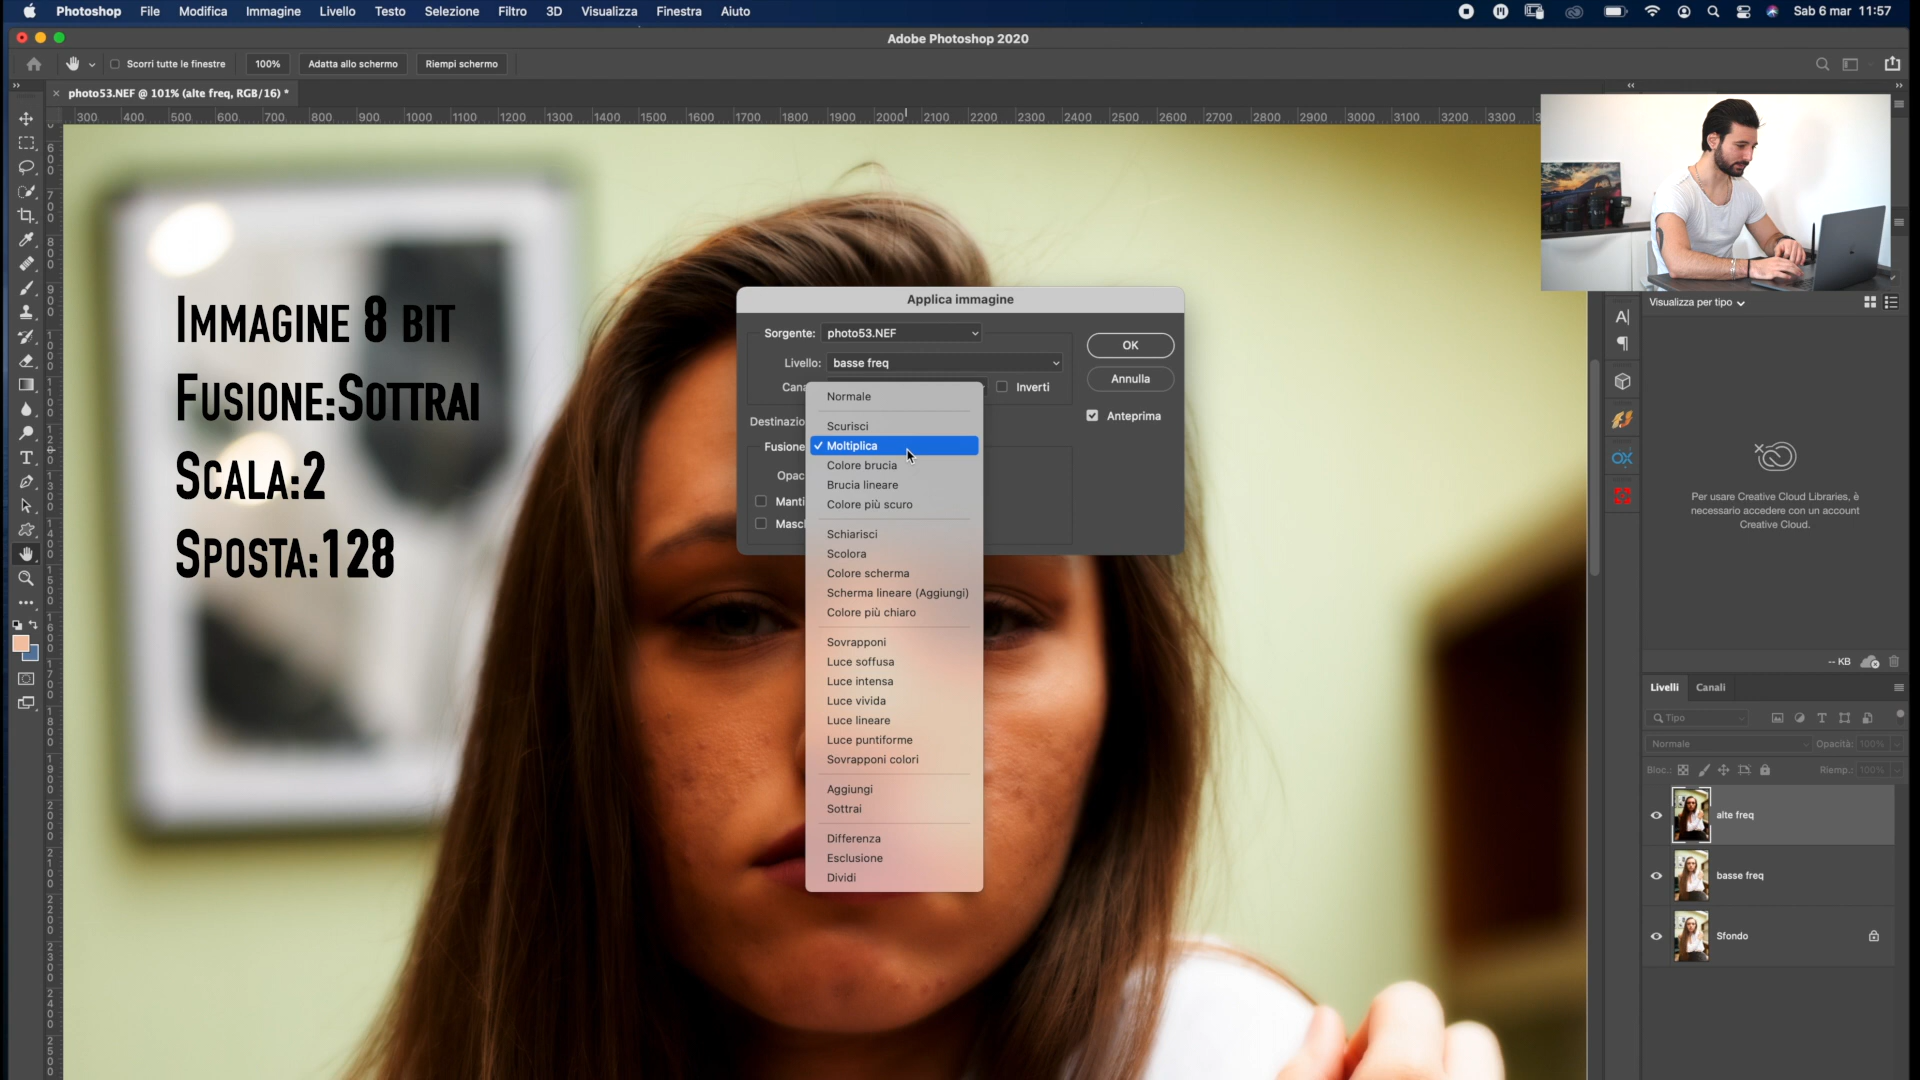 Photoshop File Modifica Immagine Livello Testo Selezione Filtro 3D Visualizza Finestra Aiuto Sab 6 mar 11:57
Adobe Photoshop 2020
Scorri tutte le finestre 100% Adatta allo schermo Riempi schermo
photo53.NEF @ 101% (alte freq, RGB/16) *
300 400 500 600 700 800 900 1000 1100 1200 1300 1400 1500 1600 1700 1800 1900 2000 2100 2200 2300 2400 2500 2600 2700 2800 2900 3000 3100 3200 3300
Immagine 8 bit
Fusione:Sottrai
Scala:2
Sposta:128
Applica immagine
Sorgente: photo53.NEF
Livello: basse freq
Cana
Inverti
Destinazio
Fusione
Opac
Manti
Masc
OK
Annulla
Anteprima
Normale
Scurisci
Moltiplica
Colore brucia
Brucia lineare
Colore più scuro
Schiarisci
Scolora
Colore scherma
Scherma lineare (Aggiungi)
Colore più chiaro
Sovrapponi
Luce soffusa
Luce intensa
Luce vivida
Luce lineare
Luce puntiforme
Sovrapponi colori
Aggiungi
Sottrai
Differenza
Esclusione
Dividi
Visualizza per tipo
Per usare Creative Cloud Libraries, è
necessario accedere con un account
Creative Cloud.
-- KB
Livelli Canali
Tipo
Normale Opacità: 100%
Bloc.: Riemp.: 100%
alte freq
basse freq
Sfondo